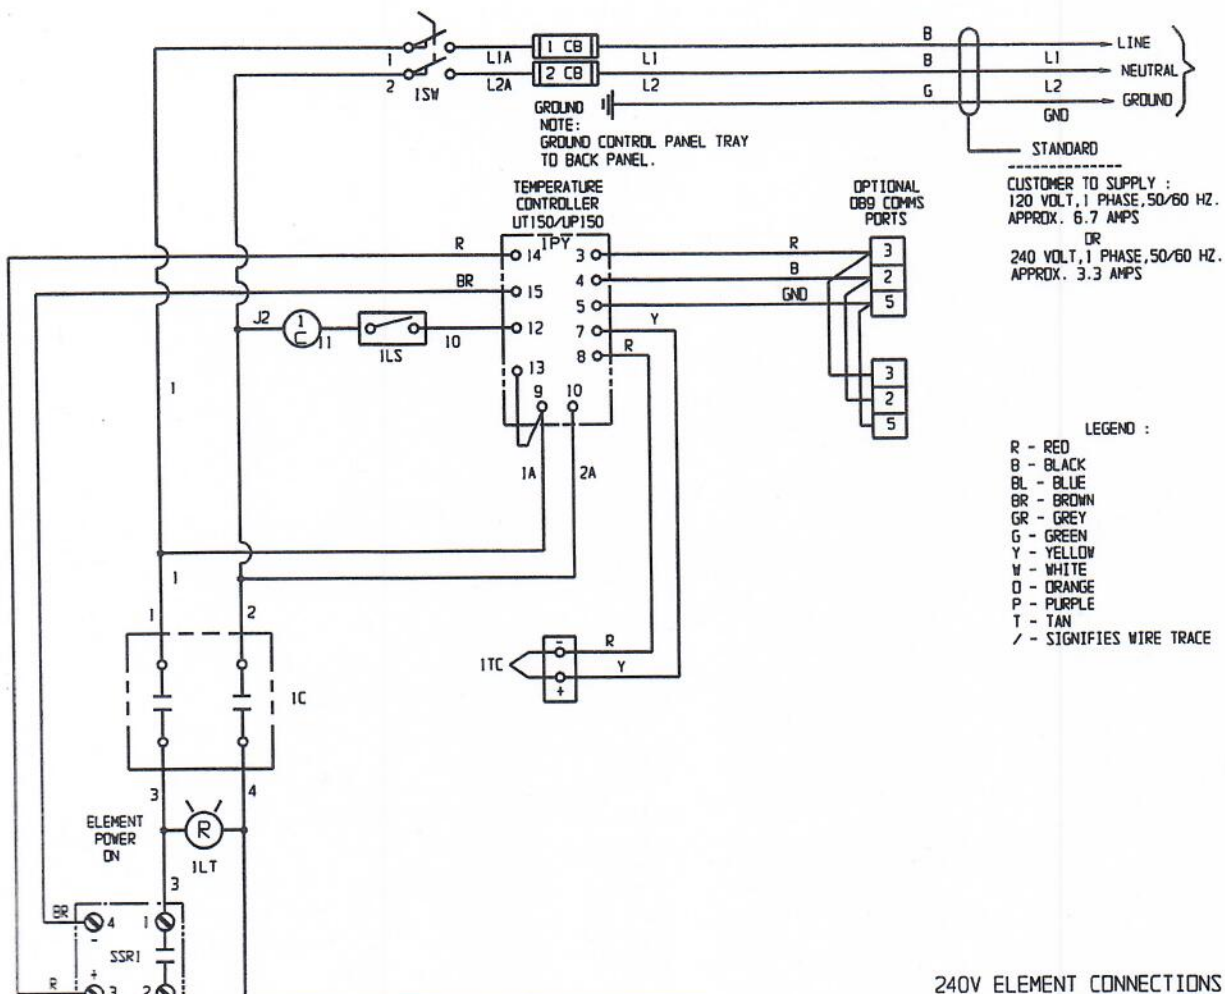 B
LINE
1
L1A
1 CB
L1
B
L1
NEUTRAL
2
1SW
L2A
2 CB
L2
G
L2
GROUND
GND
GROUND
NOTE:
GROUND CONTROL PANEL TRAY
TO BACK PANEL.
STANDARD
CUSTOMER TO SUPPLY :
120 VOLT,1 PHASE,50/60 HZ.
APPROX. 6.7 AMPS
OR
240 VOLT,1 PHASE,50/60 HZ.
APPROX. 3.3 AMPS
TEMPERATURE
CONTROLLER
UT150/UP150
1PY
OPTIONAL
DB9 COMMS
PORTS
R
14
3
R
3
BR
15
4
B
2
5
GND
5
J2
1
C
11
1LS
10
12
7
Y
8
R
13
9
10
3
2
5
1
1A
2A
LEGEND :
R - RED
B - BLACK
BL - BLUE
BR - BROWN
GR - GREY
G - GREEN
Y - YELLOW
W - WHITE
O - ORANGE
P - PURPLE
T - TAN
/ - SIGNIFIES WIRE TRACE
1
1
2
1TC
-
+
R
Y
1C
3
4
ELEMENT
POWER
ON
R
1LT
3
BR
4
1
-
SSR1
+
R
3
2
240V ELEMENT CONNECTIONS